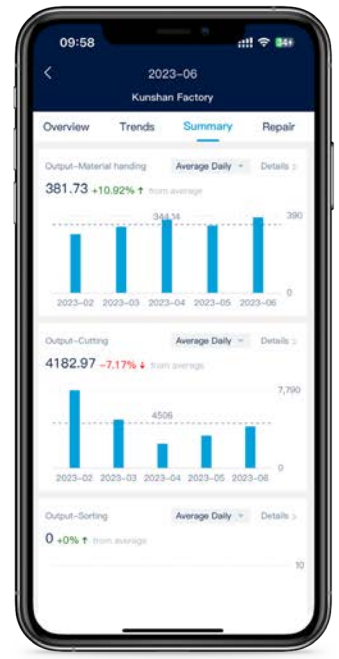 09:58
84+
2023-06
Kunshan Factory
Overview Trends Summary Repair
Output-Material handing Average Daily Details >
381.73 +10.92% ↑ from average
344.14 390
0
2023-02 2023-03 2023-04 2023-05 2023-06
Output-Cutting Average Daily Details >
4182.97 -7.17% ↓ from average
7,790
4506
0
2023-02 2023-03 2023-04 2023-05 2023-06
Output-Sorting Average Daily Details >
0 +0% ↑ from average
10